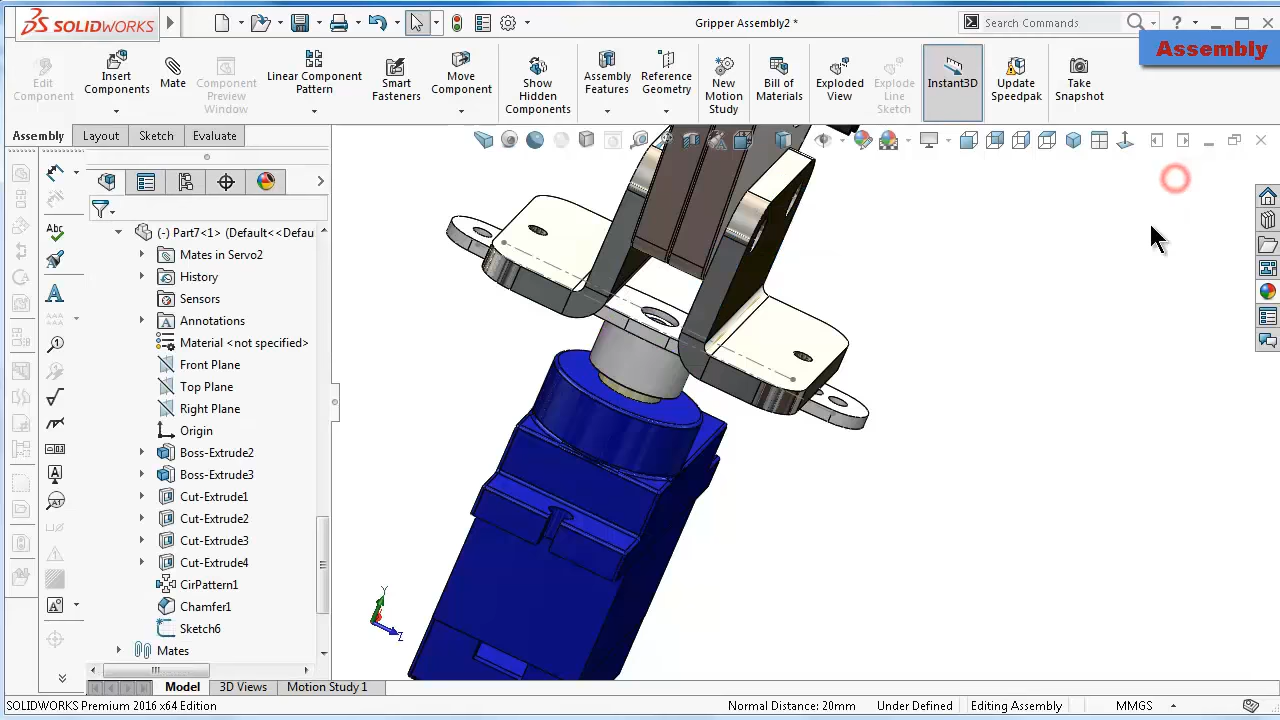 SOLIDWORKS
Gripper Assembly2 *
Search Commands
?
Assembly
Edit Component
Insert Components
Mate
Component Preview Window
Linear Component Pattern
Smart Fasteners
Move Component
Show Hidden Components
Assembly Features
Reference Geometry
New Motion Study
Bill of Materials
Exploded View
Explode Line Sketch
Instant3D
Update Speedpak
Take Snapshot
Assembly
Layout
Sketch
Evaluate
(-) Part7<1> (Default<<Defau
Mates in Servo2
History
Sensors
Annotations
Material <not specified>
Front Plane
Top Plane
Right Plane
Origin
Boss-Extrude2
Boss-Extrude3
Cut-Extrude1
Cut-Extrude2
Cut-Extrude3
Cut-Extrude4
CirPattern1
Chamfer1
Sketch6
Mates
Y
Z
Model
3D Views
Motion Study 1
SOLIDWORKS Premium 2016 x64 Edition
Normal Distance: 20mm
Under Defined
Editing Assembly
MMGS